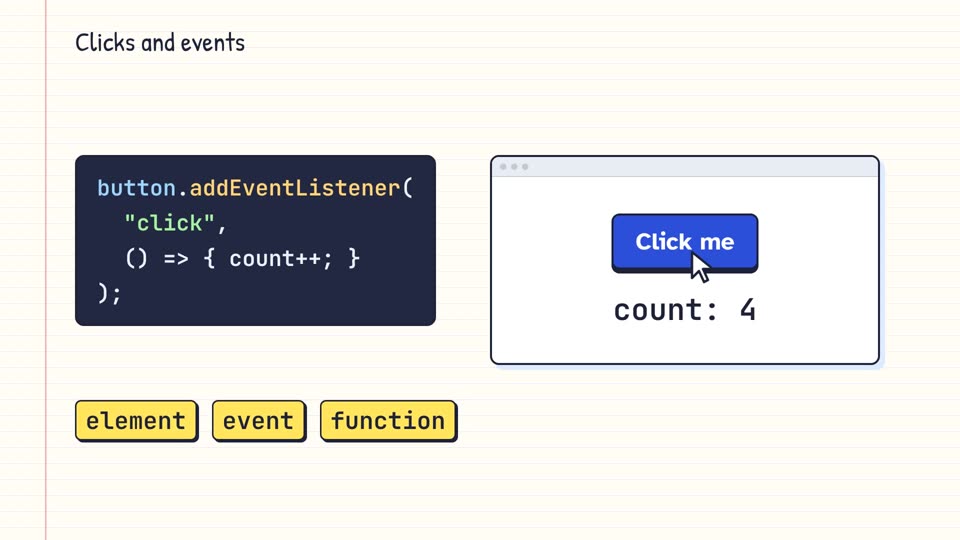 Clicks and events
button.addEventListener(
  "click",
  () => { count++; }
);
Click me
count: 4
element event function